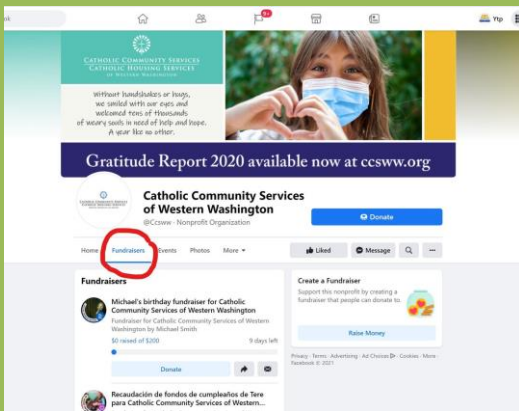 ok
9+
Ytp
CATHOLIC COMMUNITY SERVICES
CATHOLIC HOUSING SERVICES
OF WESTERN WASHINGTON
Without handshakes or hugs,
we smiled with our eyes and
welcomed tens of thousands
of weary souls in need of help and hope.
A year like no other.
Gratitude Report 2020 available now at ccsww.org
Catholic Community Services
of Western Washington
@Ccsww · Nonprofit Organization
Donate
Home Fundraisers Events Photos More
Liked Message
Fundraisers
Michael's birthday fundraiser for Catholic
Community Services of Western Washington
Fundraiser for Catholic Community Services of Western
Washington by Michael Smith
$0 raised of $200 9 days left
Donate
Recaudación de fondos de cumpleaños de Tere
para Catholic Community Services of Western...
Create a Fundraiser
Support this nonprofit by creating a
fundraiser that people can donate to.
Raise Money
Privacy · Terms · Advertising · Ad Choices · Cookies · More ·
Facebook © 2021